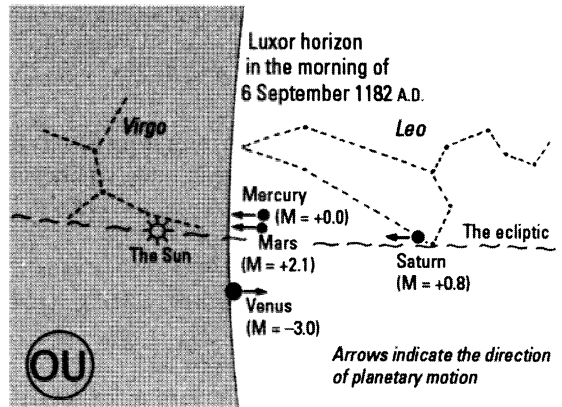 Luxor horizon
in the morning of
6 September 1182 A.D.
Virgo
Leo
Mercury
(M = +0.0)
Mars
(M = +2.1)
The Sun
The ecliptic
Saturn
(M = +0.8)
Venus
(M = –3.0)
OU
Arrows indicate the direction
of planetary motion